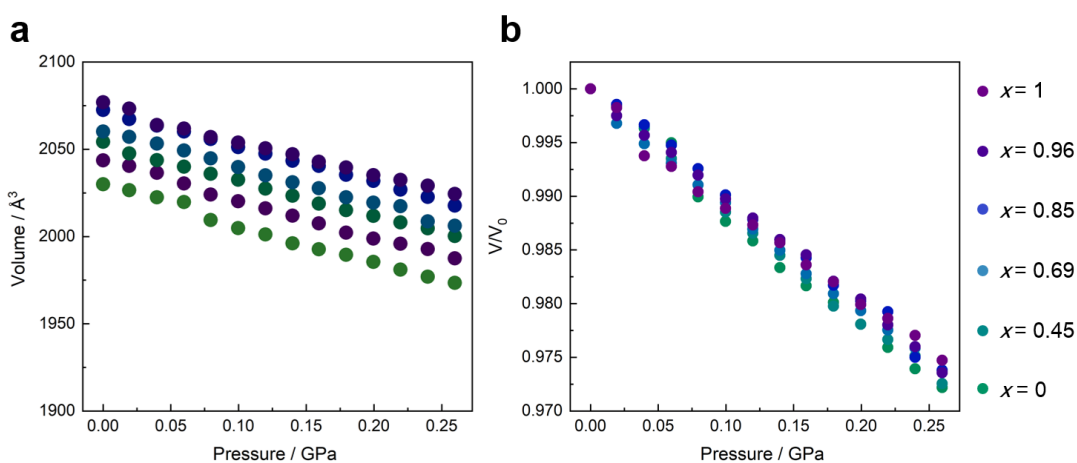 a
b
2100
2050
2000
1950
1900
Volume / Å³
0.00 0.05 0.10 0.15 0.20 0.25
Pressure / GPa
1.000
0.995
0.990
0.985
0.980
0.975
0.970
V/V₀
0.00 0.05 0.10 0.15 0.20 0.25
Pressure / GPa
x = 1
x = 0.96
x = 0.85
x = 0.69
x = 0.45
x = 0